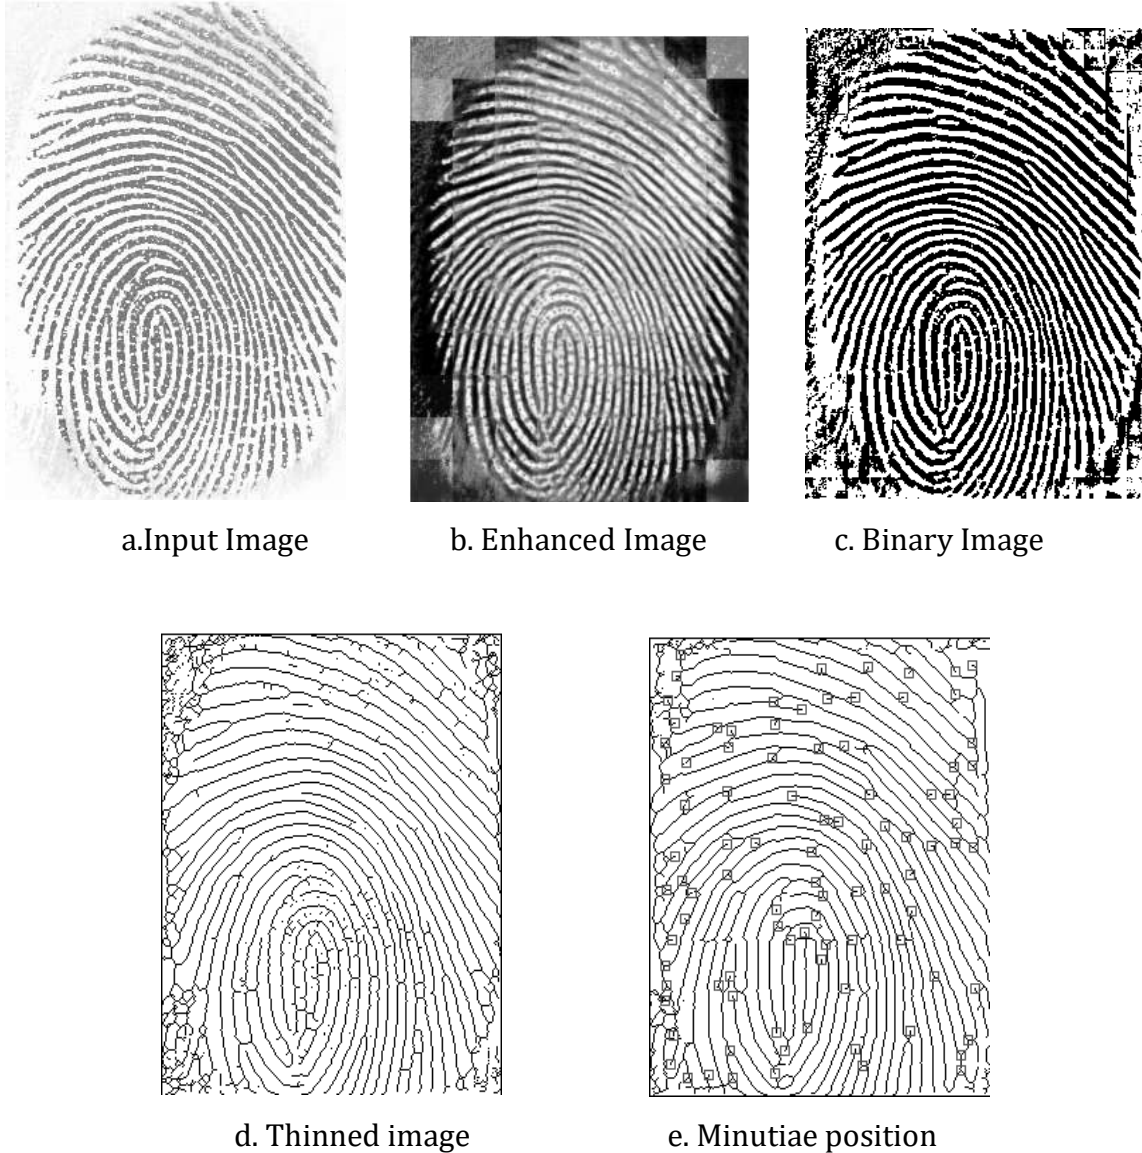 a.Input Image
b. Enhanced Image
c. Binary Image
d. Thinned image
e. Minutiae position